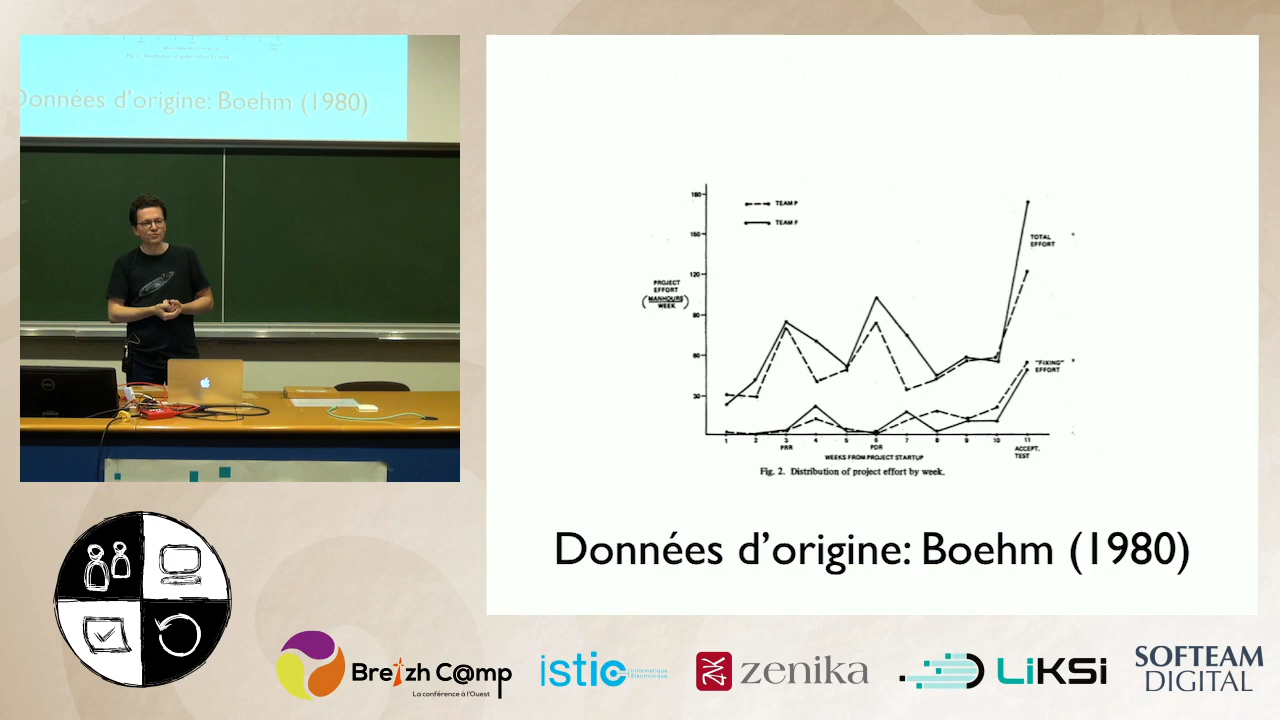 Données d'origine: Boehm (1980)
180
150
120
90
60
30
TEAM P
TEAM F
PROJECT
EFFORT
(MANHOURS
WEEK)
TOTAL
EFFORT
"FIXING"
EFFORT
1 2 3 4 5 6 7 8 9 10 11
PRR
PDR
ACCEPT.
TEST
WEEKS FROM PROJECT STARTUP
Fig. 2. Distribution of project effort by week.
Données d'origine: Boehm (1980)
Breizh C@mp
La conférence à l'Ouest
istic
Informatique
Électronique
zenika
LiKSi
SOFTEAM
DIGITAL